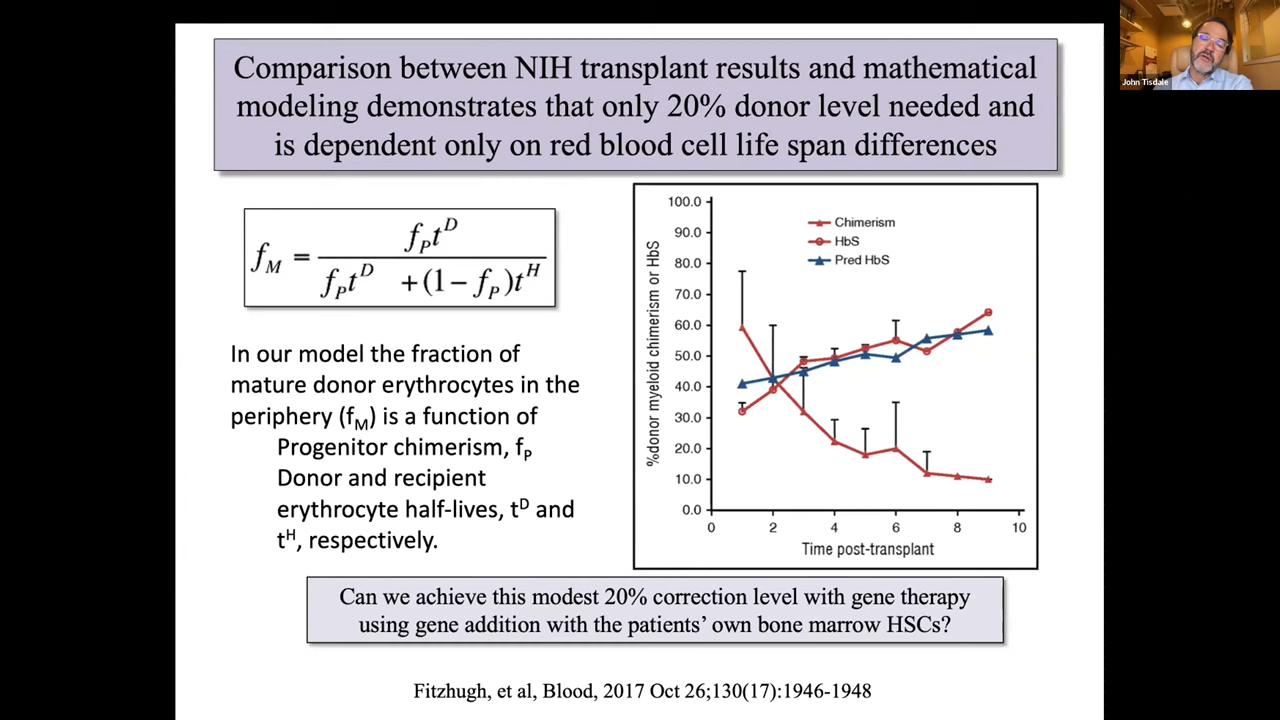 Comparison between NIH transplant results and mathematical
modeling demonstrates that only 20% donor level needed and
is dependent only on red blood cell life span differences
John Tisdale
f_M = f_P t^D / (f_P t^D + (1 − f_P) t^H)
In our model the fraction of
mature donor erythrocytes in the
periphery (f_M) is a function of
Progenitor chimerism, f_P
Donor and recipient
erythrocyte half-lives, t^D and
t^H, respectively.
%donor myeloid chimerism or HbS
100.0
90.0
80.0
70.0
60.0
50.0
40.0
30.0
20.0
10.0
0.0
Chimerism
HbS
Pred HbS
0 2 4 6 8 10
Time post-transplant
Can we achieve this modest 20% correction level with gene therapy
using gene addition with the patients’ own bone marrow HSCs?
Fitzhugh, et al, Blood, 2017 Oct 26;130(17):1946-1948